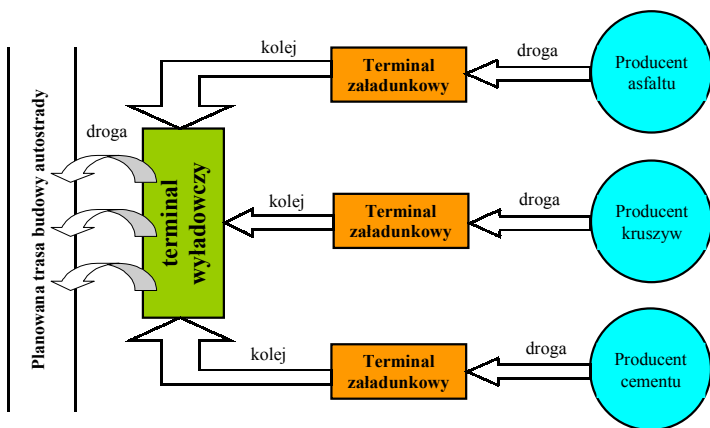 kolej
Terminal
załadunkowy
droga
Producent
asfaltu
Planowana trasa budowy autostrady
droga
terminal
wyładowczy
kolej
Terminal
załadunkowy
droga
Producent
kruszyw
kolej
Terminal
załadunkowy
droga
Producent
cementu